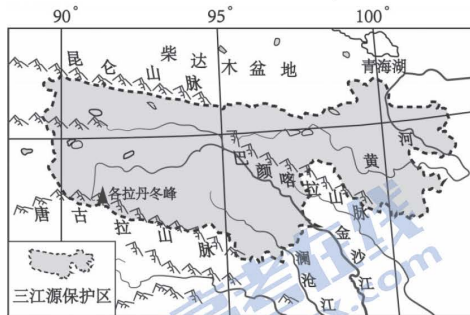 90
95
100
昆仑山脉
柴达木盆地
青海湖
黄河
巴颜喀拉山脉
各拉丹冬峰
唐古拉山脉
金沙江
澜沧江
三江源保护区